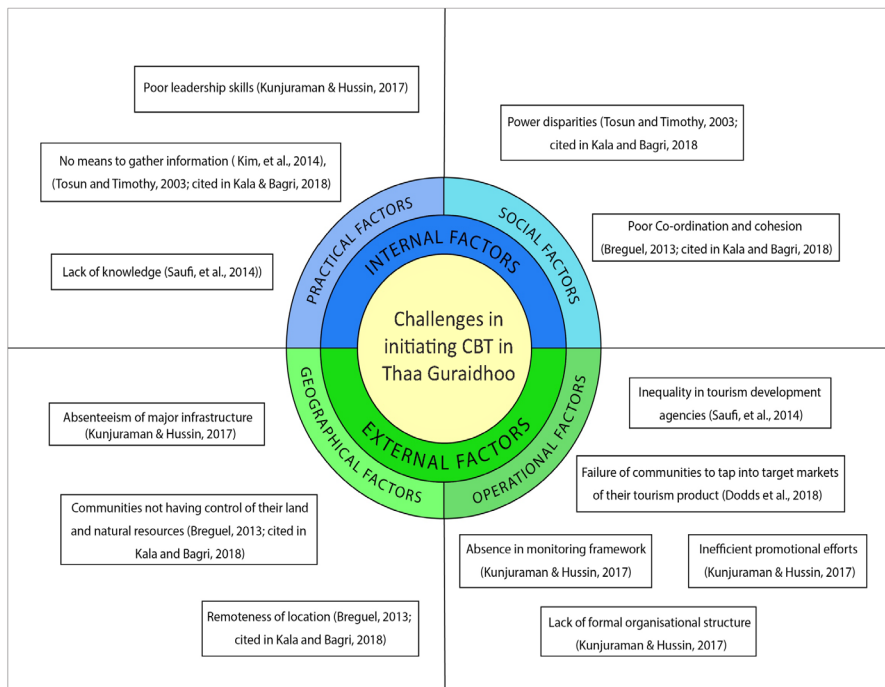 Poor leadership skills (Kunjuraman & Hussin, 2017)
No means to gather information ( Kim, et al., 2014),
(Tosun and Timothy, 2003; cited in Kala & Bagri, 2018)
Lack of knowledge (Saufi, et al., 2014))
Power disparities (Tosun and Timothy, 2003;
cited in Kala and Bagri, 2018
Poor Co-ordination and cohesion
(Breguel, 2013; cited in Kala and Bagri, 2018)
PRACTICAL FACTORS
SOCIAL FACTORS
INTERNAL FACTORS
Challenges in
initiating CBT in
Thaa Guraidhoo
EXTERNAL FACTORS
GEOGRAPHICAL FACTORS
OPERATIONAL FACTORS
Absenteeism of major infrastructure
(Kunjuraman & Hussin, 2017)
Communities not having control of their land
and natural resources (Breguel, 2013; cited in
Kala and Bagri, 2018)
Remoteness of location (Breguel, 2013;
cited in Kala and Bagri, 2018)
Inequality in tourism development
agencies (Saufi, et al., 2014)
Failure of communities to tap into target markets
of their tourism product (Dodds et al., 2018)
Absence in monitoring framework
(Kunjuraman & Hussin, 2017)
Inefficient promotional efforts
(Kunjuraman & Hussin, 2017)
Lack of formal organisational structure
(Kunjuraman & Hussin, 2017)